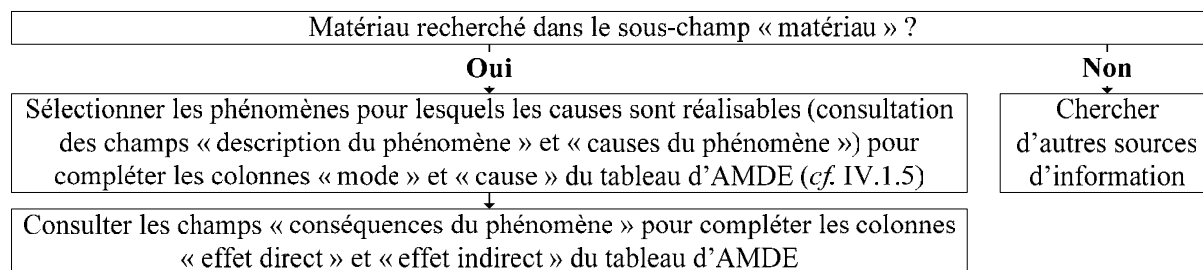 Matériau recherché dans le sous-champ « matériau » ?
Oui
Non
Sélectionner les phénomènes pour lesquels les causes sont réalisables (consultation
des champs « description du phénomène » et « causes du phénomène ») pour
compléter les colonnes « mode » et « cause » du tableau d’AMDE (cf. IV.1.5)
Chercher
d’autres sources
d’information
Consulter les champs « conséquences du phénomène » pour compléter les colonnes
« effet direct » et « effet indirect » du tableau d’AMDE